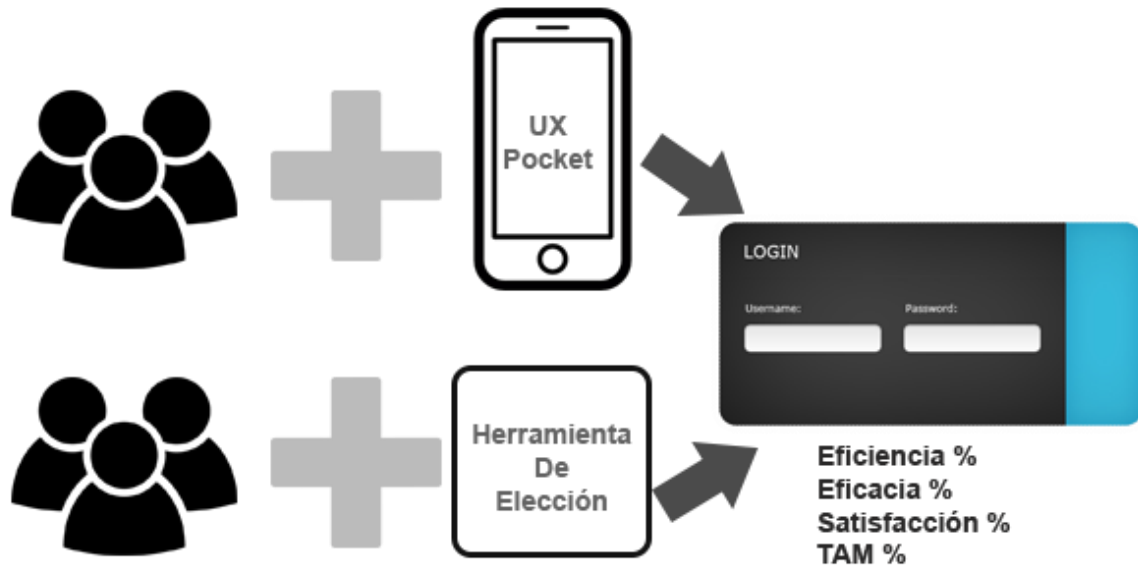 UX
Pocket
LOGIN
Username:
Password:
Herramienta
De
Elección
Eficiencia %
Eficacia %
Satisfacción %
TAM %